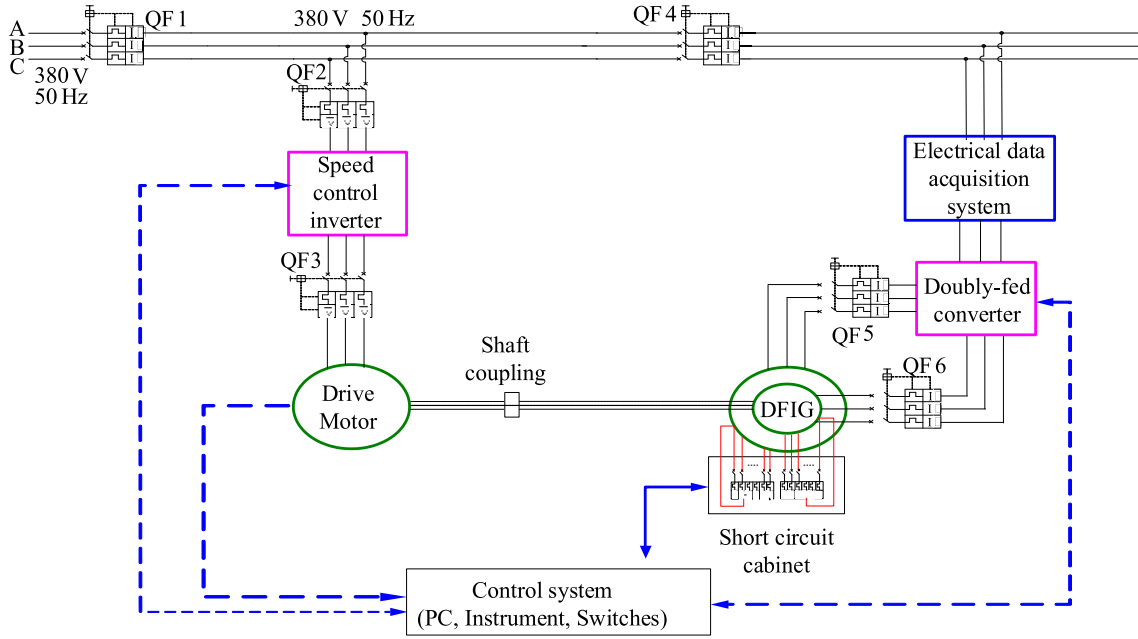 QF 1
380 V 50 Hz
QF 4
A
B
C
380 V
50 Hz
QF2
Speed
control
inverter
Electrical data
acquisition
system
QF3
Doubly-fed
converter
QF 5
Shaft
coupling
QF 6
Drive
Motor
DFIG
Short circuit
cabinet
Control system
(PC, Instrument, Switches)